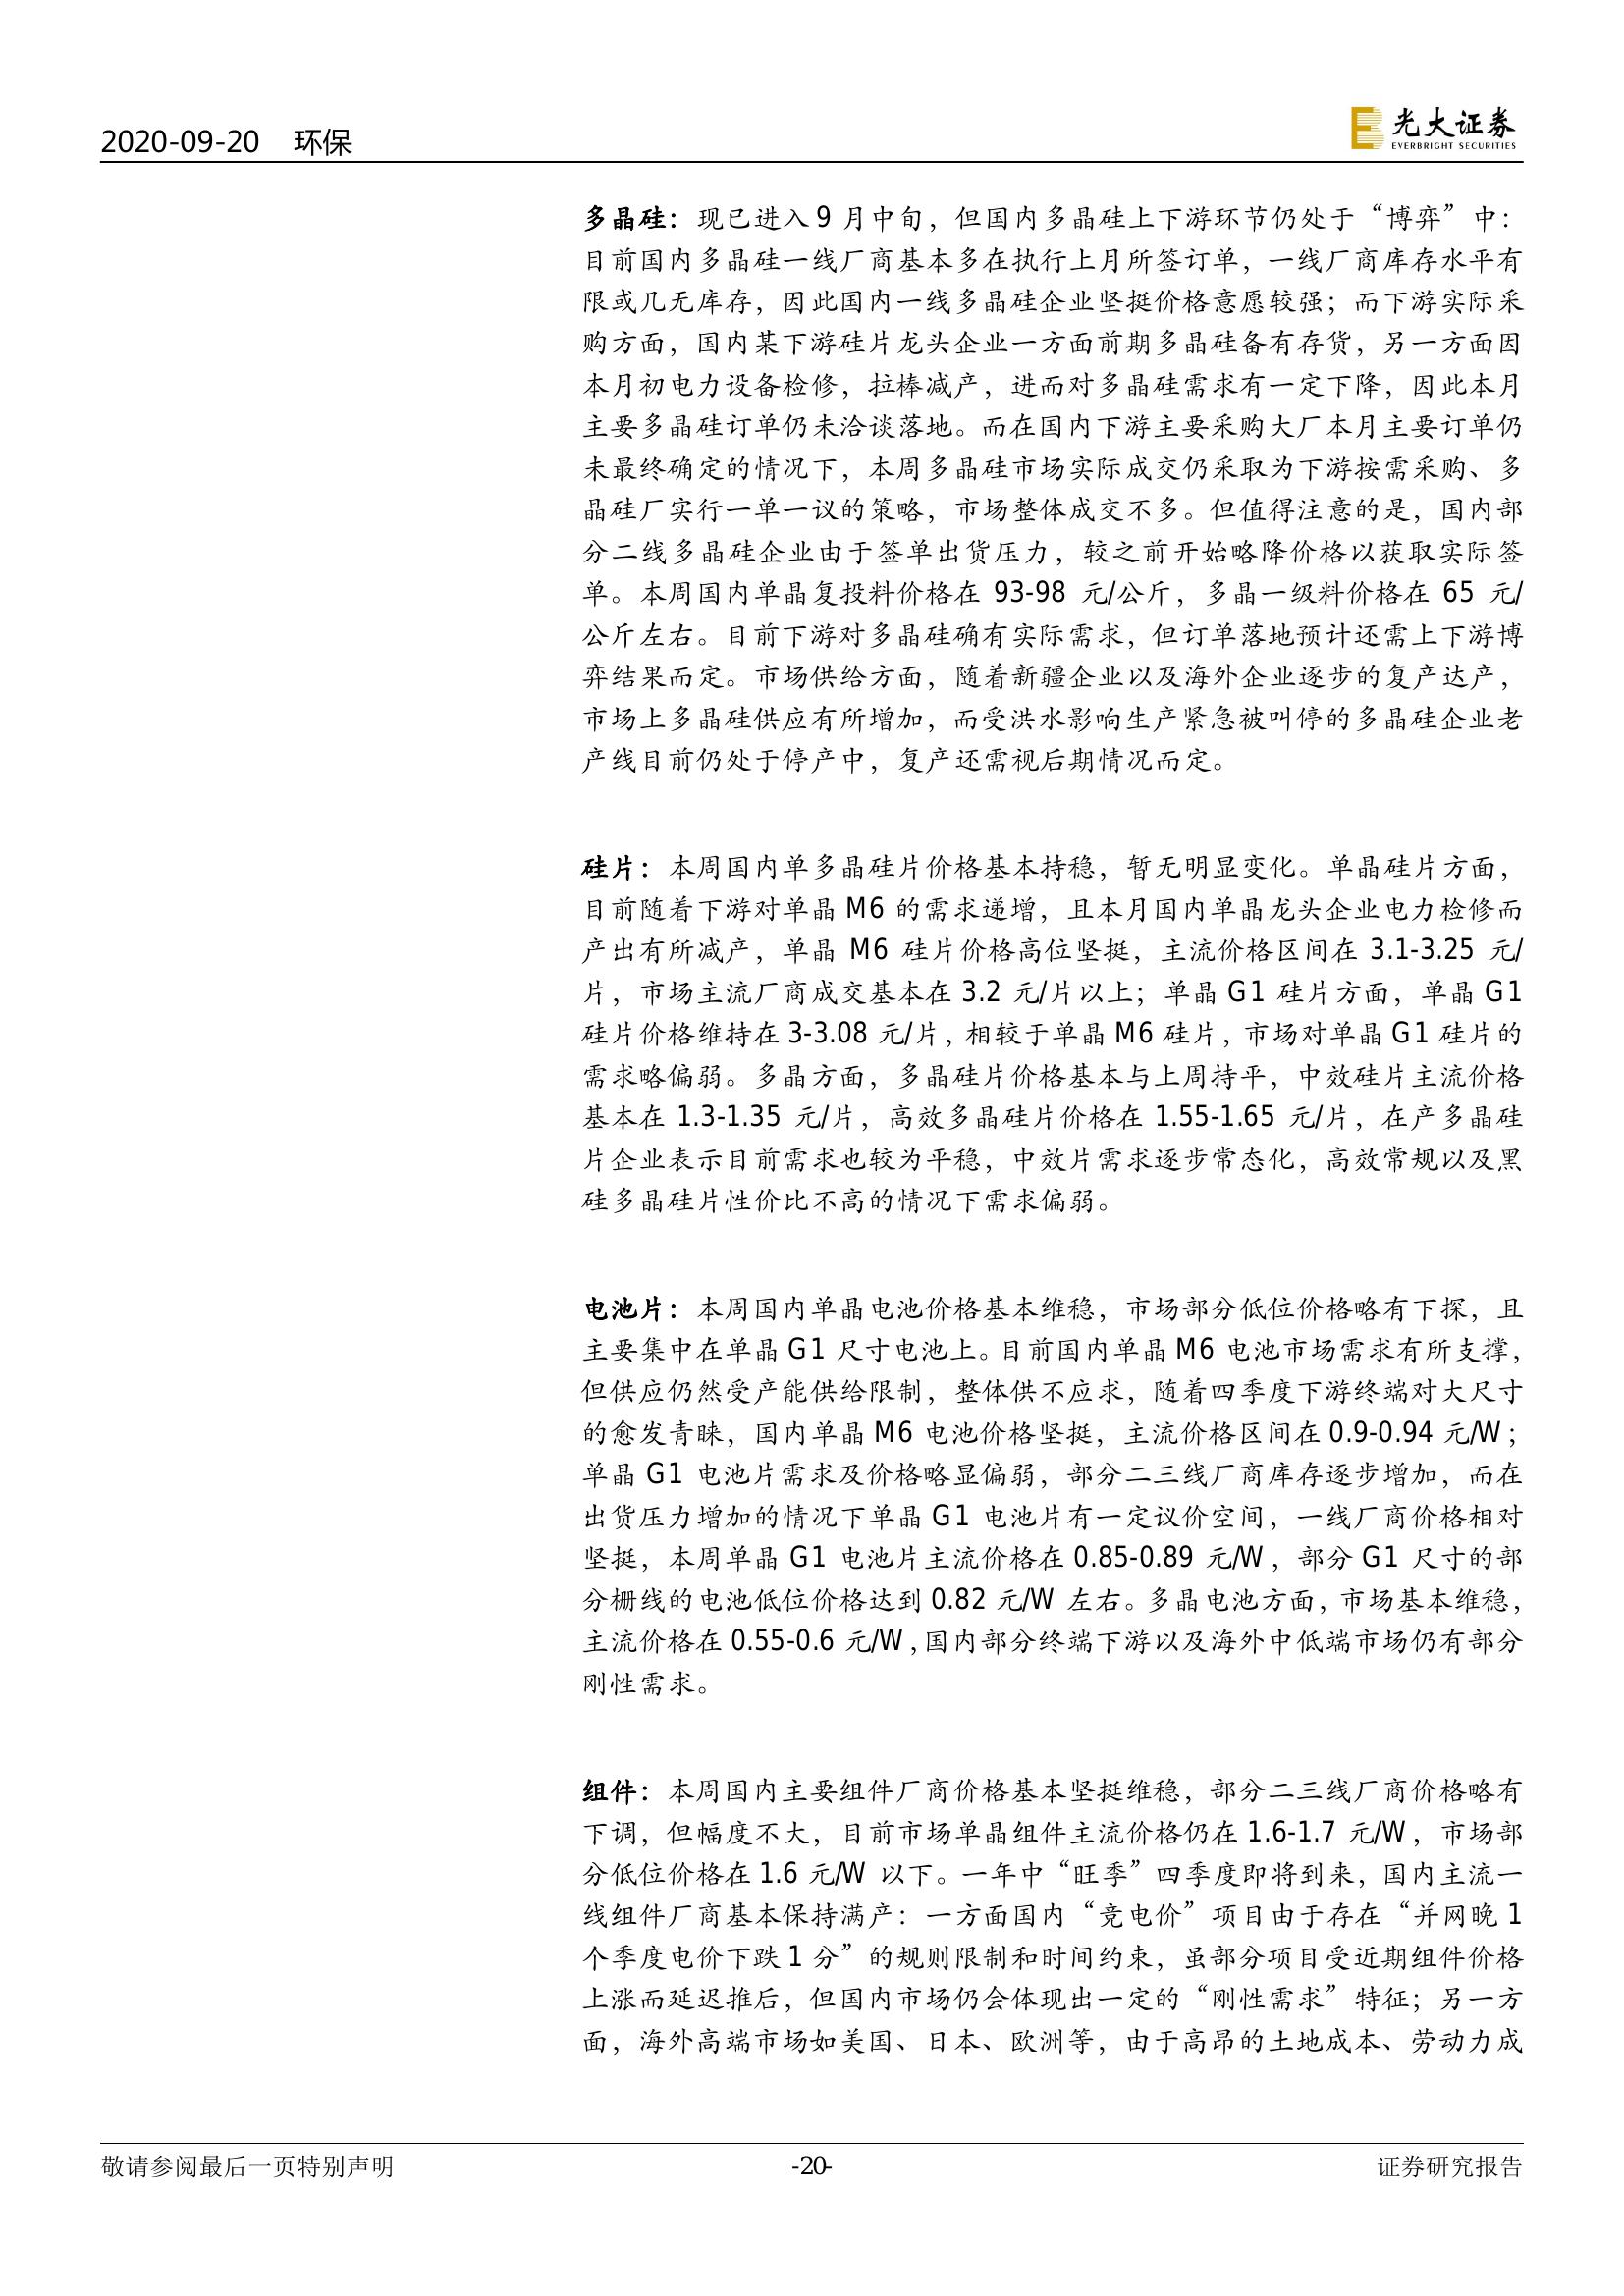 2020-09-20 环保
光大证券
EVERBRIGHT SECURITIES
多晶硅：现已进入 9 月中旬，但国内多晶硅上下游环节仍处于“博弈”中：
目前国内多晶硅一线厂商基本多在执行上月所签订单，一线厂商库存水平有
限或几无库存，因此国内一线多晶硅企业坚挺价格意愿较强；而下游实际采
购方面，国内某下游硅片龙头企业一方面前期多晶硅备有存货，另一方面因
本月初电力设备检修，拉棒减产，进而对多晶硅需求有一定下降，因此本月
主要多晶硅订单仍未洽谈落地。而在国内下游主要采购大厂本月主要订单仍
未最终确定的情况下，本周多晶硅市场实际成交仍采取为下游按需采购、多
晶硅厂实行一单一议的策略，市场整体成交不多。但值得注意的是，国内部
分二线多晶硅企业由于签单出货压力，较之前开始略降价格以获取实际签
单。本周国内单晶复投料价格在 93-98 元/公斤，多晶一级料价格在 65 元/
公斤左右。目前下游对多晶硅确有实际需求，但订单落地预计还需上下游博
弈结果而定。市场供给方面，随着新疆企业以及海外企业逐步的复产达产，
市场上多晶硅供应有所增加，而受洪水影响生产紧急被叫停的多晶硅企业老
产线目前仍处于停产中，复产还需视后期情况而定。
硅片：本周国内单多晶硅片价格基本持稳，暂无明显变化。单晶硅片方面，
目前随着下游对单晶 M6 的需求递增，且本月国内单晶龙头企业电力检修而
产出有所减产，单晶 M6 硅片价格高位坚挺，主流价格区间在 3.1-3.25 元/
片，市场主流厂商成交基本在 3.2 元/片以上；单晶 G1 硅片方面，单晶 G1
硅片价格维持在 3-3.08 元/片，相较于单晶 M6 硅片，市场对单晶 G1 硅片的
需求略偏弱。多晶方面，多晶硅片价格基本与上周持平，中效硅片主流价格
基本在 1.3-1.35 元/片，高效多晶硅片价格在 1.55-1.65 元/片，在产多晶硅
片企业表示目前需求也较为平稳，中效片需求逐步常态化，高效常规以及黑
硅多晶硅片性价比不高的情况下需求偏弱。
电池片：本周国内单晶电池价格基本维稳，市场部分低位价格略有下探，且
主要集中在单晶 G1 尺寸电池上。目前国内单晶 M6 电池市场需求有所支撑，
但供应仍然受产能供给限制，整体供不应求，随着四季度下游终端对大尺寸
的愈发青睐，国内单晶 M6 电池价格坚挺，主流价格区间在 0.9-0.94 元/W；
单晶 G1 电池片需求及价格略显偏弱，部分二三线厂商库存逐步增加，而在
出货压力增加的情况下单晶 G1 电池片有一定议价空间，一线厂商价格相对
坚挺，本周单晶 G1 电池片主流价格在 0.85-0.89 元/W，部分 G1 尺寸的部
分栅线的电池低位价格达到 0.82 元/W 左右。多晶电池方面，市场基本维稳，
主流价格在 0.55-0.6 元/W，国内部分终端下游以及海外中低端市场仍有部分
刚性需求。
组件：本周国内主要组件厂商价格基本坚挺维稳，部分二三线厂商价格略有
下调，但幅度不大，目前市场单晶组件主流价格仍在 1.6-1.7 元/W，市场部
分低位价格在 1.6 元/W 以下。一年中“旺季”四季度即将到来，国内主流一
线组件厂商基本保持满产：一方面国内“竞电价”项目由于存在“并网晚 1
个季度电价下跌 1 分”的规则限制和时间约束，虽部分项目受近期组件价格
上涨而延迟推后，但国内市场仍会体现出一定的“刚性需求”特征；另一方
面，海外高端市场如美国、日本、欧洲等，由于高昂的土地成本、劳动力成
敬请参阅最后一页特别声明 -20- 证券研究报告